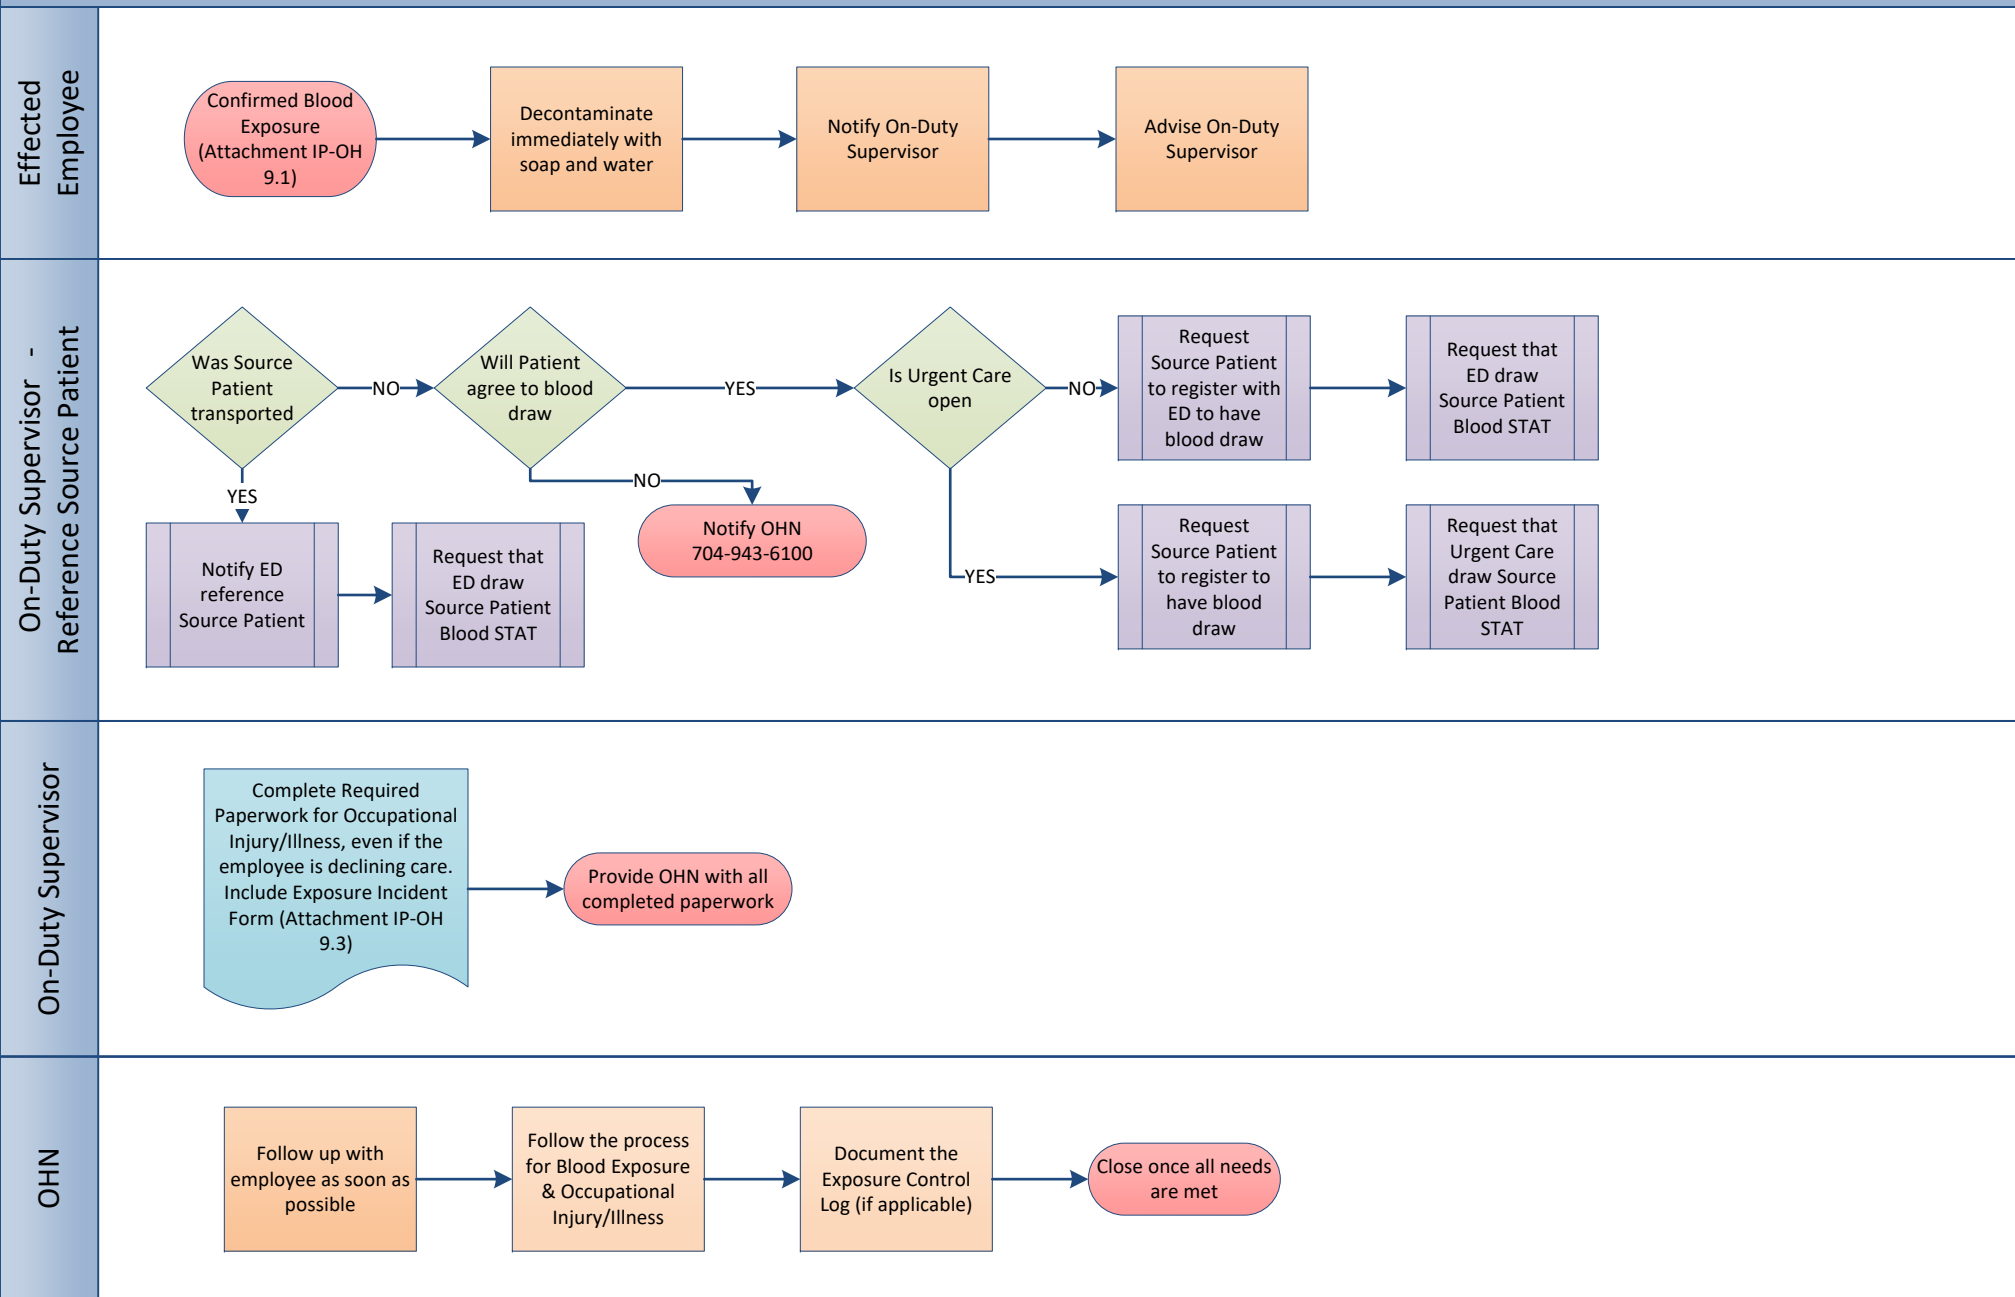 Effected
Employee
Confirmed Blood
Exposure
(Attachment IP-OH
9.1)
Decontaminate
immediately with
soap and water
Notify On-Duty
Supervisor
Advise On-Duty
Supervisor
On-Duty Supervisor -
Reference Source Patient
Was Source
Patient
transported
NO
Will Patient
agree to blood
draw
YES
Is Urgent Care
open
NO
Request
Source Patient
to register with
ED to have
blood draw
Request that
ED draw
Source Patient
Blood STAT
YES
Notify ED
reference
Source Patient
Request that
ED draw
Source Patient
Blood STAT
NO
Notify OHN
704-943-6100
YES
Request
Source Patient
to register to
have blood
draw
Request that
Urgent Care
draw Source
Patient Blood
STAT
On-Duty Supervisor
Complete Required
Paperwork for Occupational
Injury/Illness, even if the
employee is declining care.
Include Exposure Incident
Form (Attachment IP-OH
9.3)
Provide OHN with all
completed paperwork
OHN
Follow up with
employee as soon as
possible
Follow the process
for Blood Exposure
& Occupational
Injury/Illness
Document the
Exposure Control
Log (if applicable)
Close once all needs
are met